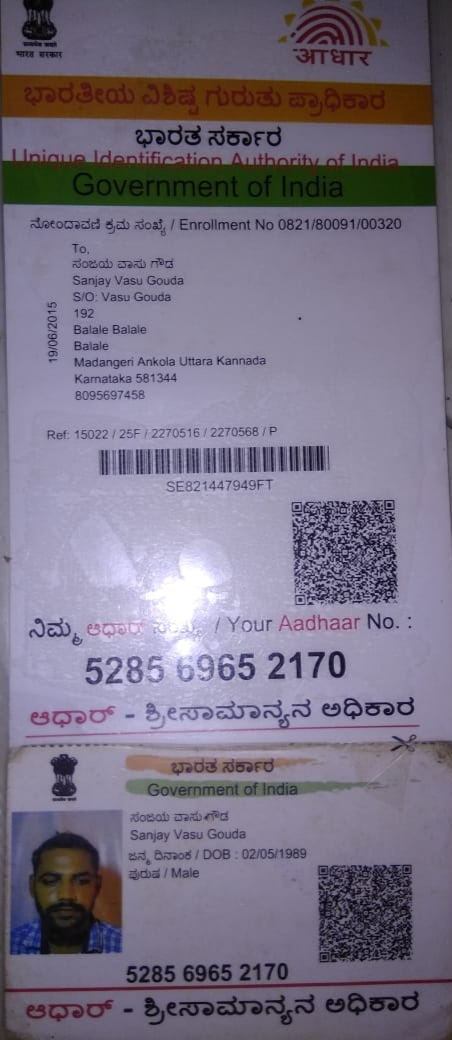 भारत सरकार
आधार
ಭಾರತೀಯ ವಿಶಿಷ್ಟ ಗುರುತು ಪ್ರಾಧಿಕಾರ
ಭಾರತ ಸರ್ಕಾರ
Unique Identification Authority of India
Government of India
ನೋಂದಾವಣಿ ಕ್ರಮ ಸಂಖ್ಯೆ / Enrollment No 0821/80091/00320
19/06/2015
To,
ಸಂಜಯ ವಾಸು ಗೌಡ
Sanjay Vasu Gouda
S/O: Vasu Gouda
192
Balale Balale
Balale
Madangeri Ankola Uttara Kannada
Karnataka 581344
8095697458
Ref: 15022 / 25F / 2270516 / 2270568 / P
SE821447949FT
ನಿಮ್ಮ ಆಧಾರ್ / Your Aadhaar No. :
5285 6965 2170
ಆಧಾರ್ - ಶ್ರೀಸಾಮಾನ್ಯನ ಅಧಿಕಾರ
ಭಾರತ ಸರ್ಕಾರ
Government of India
ಸಂಜಯ ವಾಸು ಗೌಡ
Sanjay Vasu Gouda
ಜನ್ಮ ದಿನಾಂಕ / DOB : 02/05/1989
ಪುರುಷ / Male
5285 6965 2170
ಆಧಾರ್ - ಶ್ರೀಸಾಮಾನ್ಯನ ಅಧಿಕಾರ